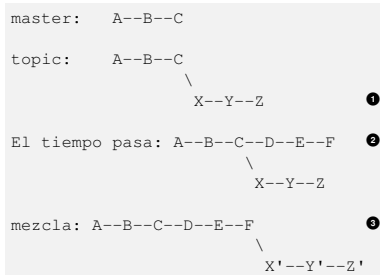 master: A--B--C
topic: A--B--C
\
X--Y--Z ❶
El tiempo pasa: A--B--C--D--E--F ❷
\
X--Y--Z
mezcla: A--B--C--D--E--F ❸
\
X'--Y'--Z'